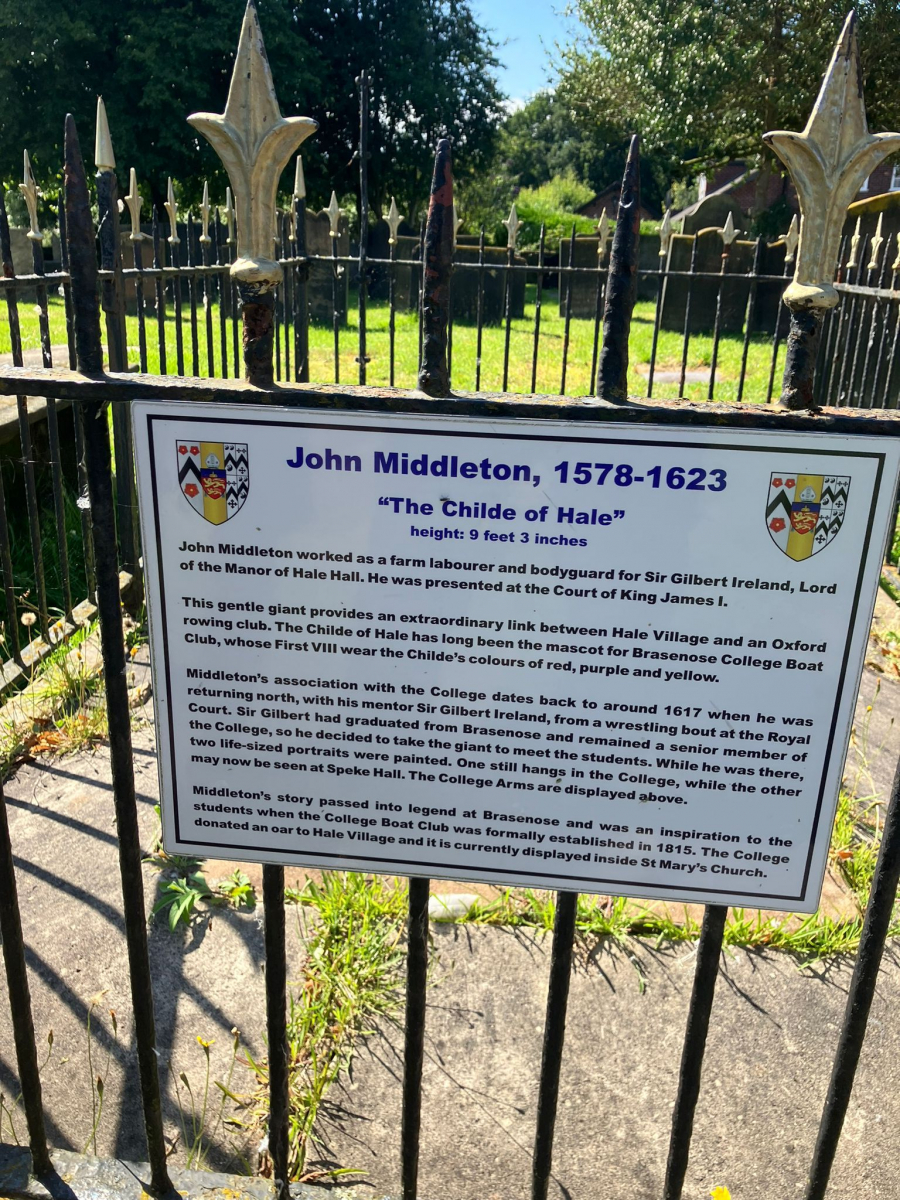 John Middleton, 1578-1623
“The Childe of Hale”
height: 9 feet 3 inches
John Middleton worked as a farm labourer and bodyguard for Sir Gilbert Ireland, Lord
of the Manor of Hale Hall. He was presented at the Court of King James I.
This gentle giant provides an extraordinary link between Hale Village and an Oxford
rowing club. The Childe of Hale has long been the mascot for Brasenose College Boat
Club, whose First VIII wear the Childe’s colours of red, purple and yellow.
Middleton’s association with the College dates back to around 1617 when he was
returning north, with his mentor Sir Gilbert Ireland, from a wrestling bout at the Royal
Court. Sir Gilbert had graduated from Brasenose and remained a senior member of
the College, so he decided to take the giant to meet the students. While he was there,
two life-sized portraits were painted. One still hangs in the College, while the other
may now be seen at Speke Hall. The College Arms are displayed above.
Middleton’s story passed into legend at Brasenose and was an inspiration to the
students when the College Boat Club was formally established in 1815. The College
donated an oar to Hale Village and it is currently displayed inside St Mary’s Church.